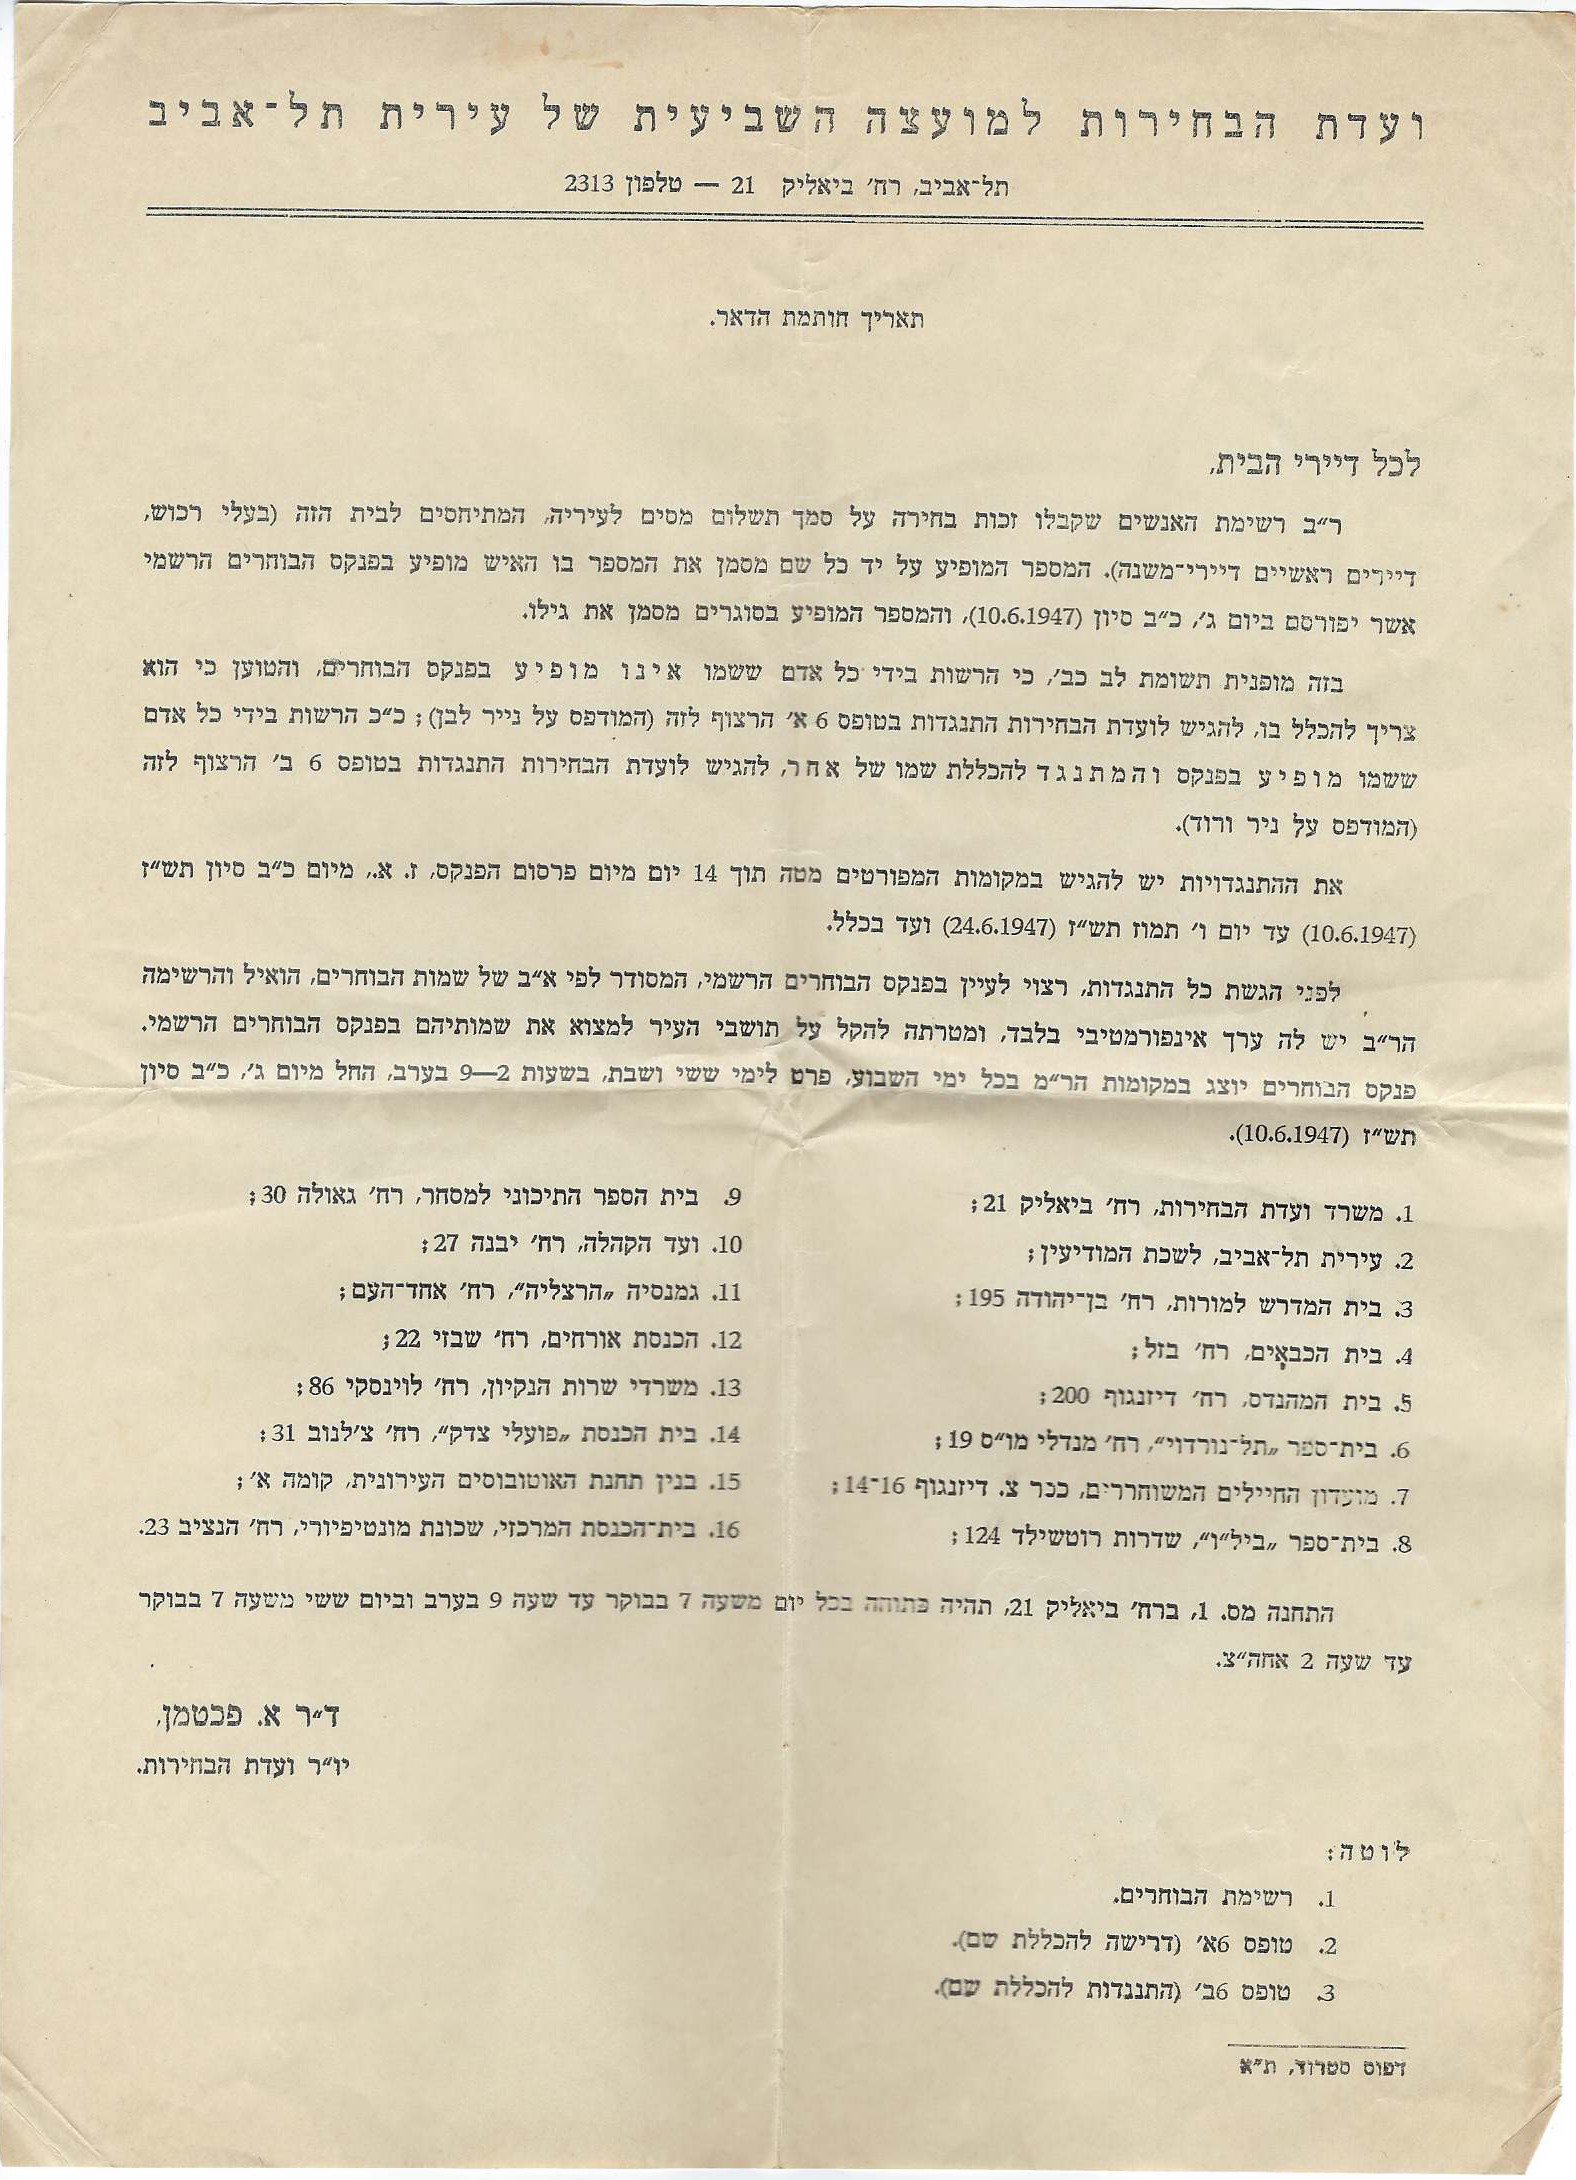 ועדת הבחירות למועצה השביעית של עירית תל־אביב
תל־אביב, רח׳ ביאליק 21 — טלפון 2313
תאריך חותמת הדאר.
לכל דיירי הבית,
ר״ב רשימת האנשים שקבלו זכות בחירה על סמך תשלום מסים לעיריה, המתיחסים לבית הזה (בעלי רכוש,
דיירים ראשיים דיירי־משנה). המספר המופיע על יד כל שם מסמן את המספר בו האיש מופיע בפנקס הבוחרים הרשמי
אשר יפורסם ביום ג׳, כ״ב סיון (10.6.1947), והמספר המופיע בסוגרים מסמן את גילו.
בזה מופנית תשומת לב כב׳, כי הרשות בידי כל אדם ששמו אינו מופיע בפנקס הבוחרים, והטוען כי הוא
צריך להכלל בו, להגיש לועדת הבחירות התנגדות בטופס 6 א׳ הרצוף לזה (המודפס על נייר לבן); כ״כ הרשות בידי כל אדם
ששמו מופיע בפנקס והמתנגד להכללת שמו של אחר, להגיש לועדת הבחירות התנגדות בטופס 6 ב׳ הרצוף לזה
(המודפס על ניר ורוד).
את ההתנגדויות יש להגיש במקומות המפורטים מטה תוך 14 יום מיום פרסום הפנקס, ז. א., מיום כ״ב סיון תש״ז
(10.6.1947) עד יום ו׳ תמוז תש״ז (24.6.1947) ועד בכלל.
לפני הגשת כל התנגדות, רצוי לעיין בפנקס הבוחרים הרשמי, המסודר לפי א״ב של שמות הבוחרים, הואיל והרשימה
הר״ב יש לה ערך אינפורמטיבי בלבד, ומטרתה להקל על תושבי העיר למצוא את שמותיהם בפנקס הבוחרים הרשמי.
פנקס הבוחרים יוצג במקומות הר״מ בכל ימי השבוע, פרט לימי ששי ושבת, בשעות 2—9 בערב, החל מיום ג׳, כ״ב סיון
תש״ז (10.6.1947).
1. משרד ועדת הבחירות, רח׳ ביאליק 21;
2. עירית תל־אביב, לשכת המודיעין;
3. בית המדרש למורות, רח׳ בן־יהודה 195;
4. בית הכבאים, רח׳ בזל;
5. בית המהנדס, רח׳ דיזנגוף 200;
6. בית־ספר „תל־נורדוי״, רח׳ מנדלי מו״ס 19;
7. מועדון החיילים המשוחררים, ככר צ. דיזנגוף 14־16;
8. בית־ספר „ביל״ו״, שדרות רוטשילד 124;
9. בית הספר התיכוני למסחר, רח׳ גאולה 30;
10. ועד הקהלה, רח׳ יבנה 27;
11. גמנסיה „הרצליה״, רח׳ אחד־העם;
12. הכנסת אורחים, רח׳ שבזי 22;
13. משרדי שרות הנקיון, רח׳ לוינסקי 86;
14. בית הכנסת „פועלי צדק״, רח׳ צ׳לנוב 31;
15. בנין תחנת האוטובוסים העירונית, קומה א׳;
16. בית־הכנסת המרכזי, שכונת מונטיפיורי, רח׳ הנציב 23.
התחנה מס. 1, ברח׳ ביאליק 21, תהיה פתוחה בכל יום משעה 7 בבוקר עד שעה 9 בערב וביום ששי משעה 7 בבוקר
עד שעה 2 אחה״צ.
ד״ר א. פכטמן,
יו״ר ועדת הבחירות.
לוטה:
1. רשימת הבוחרים.
2. טופס 6א׳ (דרישה להכללת שם).
3. טופס 6ב׳ (התנגדות להכללת שם).
דפוס סטרוד, ת״א